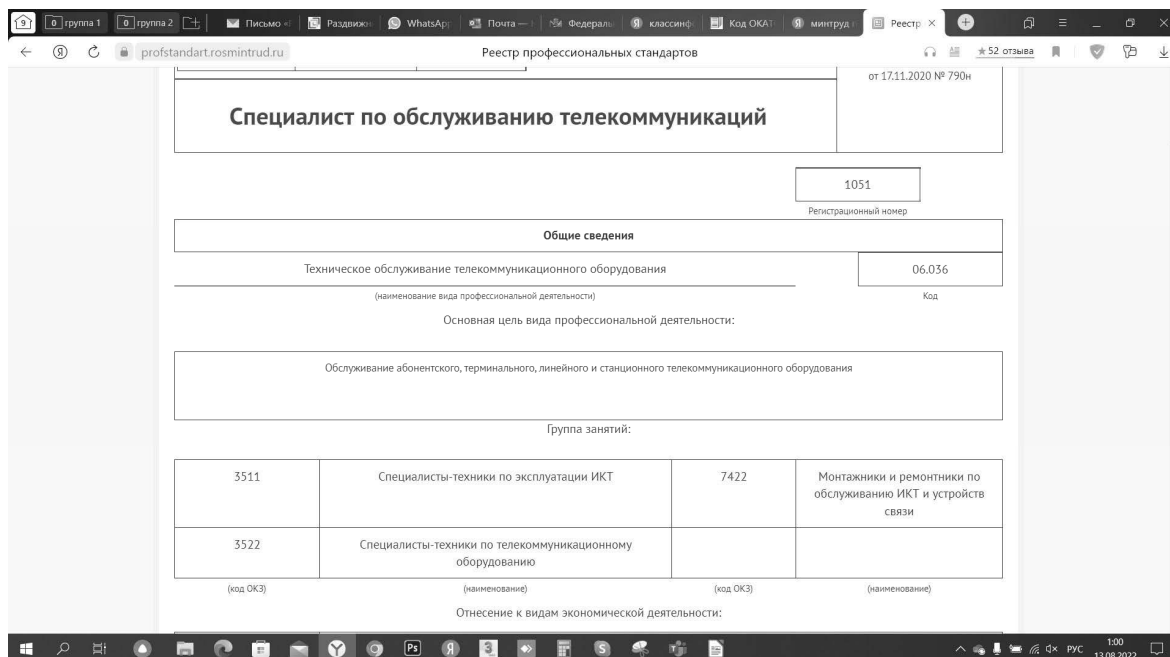 9
0 группа 1
0 группа 2
Письмо «
Раздвижн
WhatsApp
Почта —
Федераль
классинф
Код ОКАТ
минтруд
Реестр
profstandart.rosmintrud.ru
Реестр профессиональных стандартов
★ 52 отзыва
от 17.11.2020 № 790н
Специалист по обслуживанию телекоммуникаций
1051
Регистрационный номер
Общие сведения
Техническое обслуживание телекоммуникационного оборудования
06.036
(наименование вида профессиональной деятельности)
Код
Основная цель вида профессиональной деятельности:
Обслуживание абонентского, терминального, линейного и станционного телекоммуникационного оборудования
Группа занятий:
3511
Специалисты-техники по эксплуатации ИКТ
7422
Монтажники и ремонтники по
обслуживанию ИКТ и устройств
связи
3522
Специалисты-техники по телекоммуникационному
оборудованию
(код ОКЗ)
(наименование)
(код ОКЗ)
(наименование)
Отнесение к видам экономической деятельности:
Ps
РУС
1:00
13.08.2022